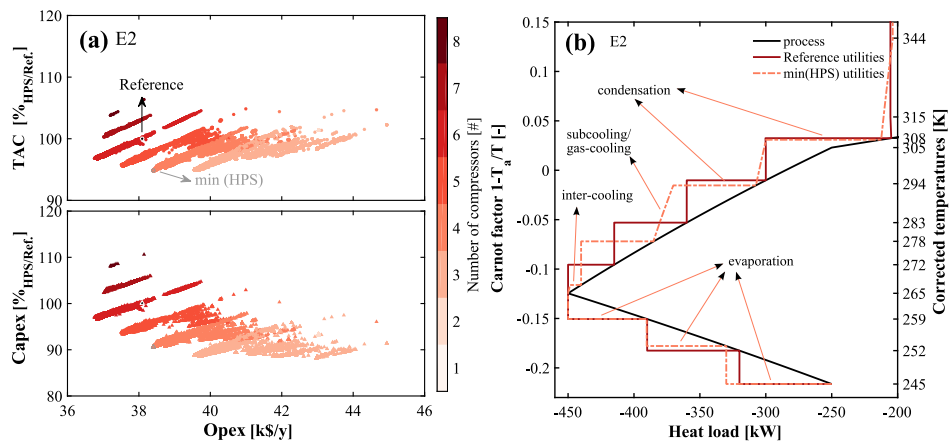 (a) E2
Reference
min (HPS)
TAC [%HPS/Ref.]
120
110
100
90
Capex [%HPS/Ref.]
120
110
100
90
80
36 38 40 42 44 46
Opex [k$/y]
Number of compressors [#]
8
7
6
5
4
3
2
1
(b) E2
process
Reference utilities
min(HPS) utilities
condensation
subcooling/
gas-cooling
inter-cooling
evaporation
Carnot factor 1-Ta/T [-]
0.15
0.1
0.05
0
-0.05
-0.1
-0.15
-0.2
-450 -400 -350 -300 -250 -200
Heat load [kW]
Corrected temperatures [K]
344
315
308
305
294
283
278
272
265
259
252
245